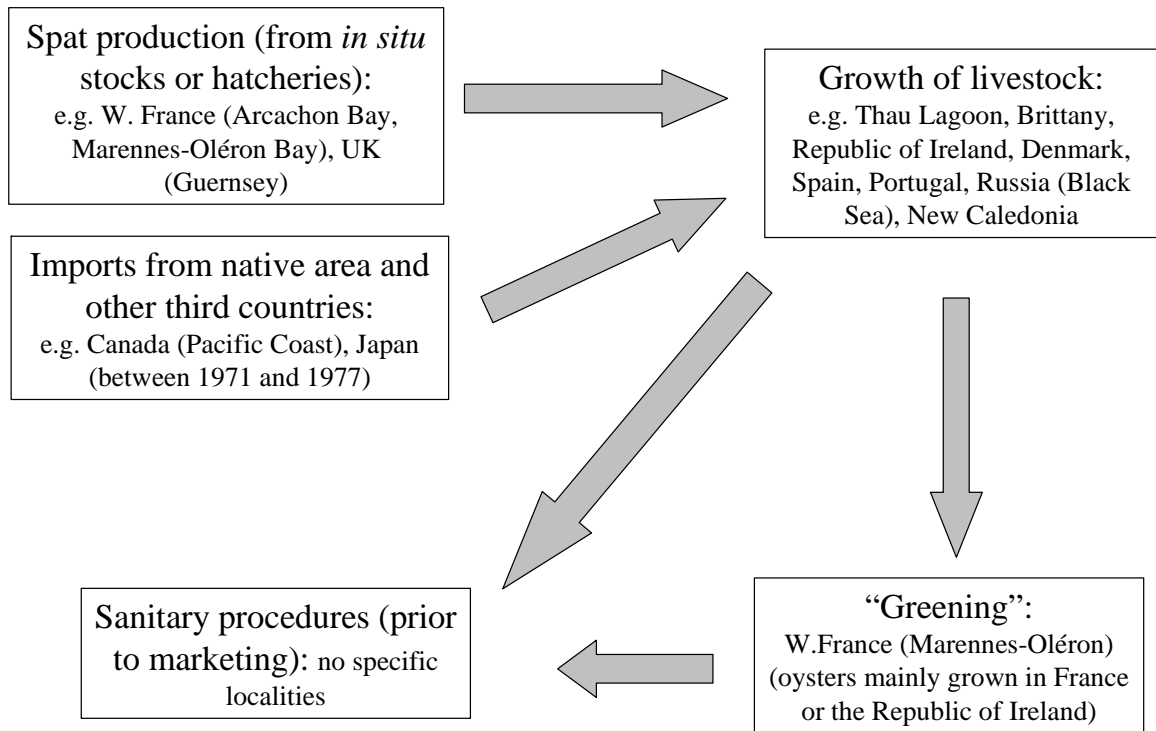 Spat production (from in situ
stocks or hatcheries):
e.g. W. France (Arcachon Bay,
Marennes-Oléron Bay), UK
(Guernsey)
Growth of livestock:
e.g. Thau Lagoon, Brittany,
Republic of Ireland, Denmark,
Spain, Portugal, Russia (Black
Sea), New Caledonia
Imports from native area and
other third countries:
e.g. Canada (Pacific Coast), Japan
(between 1971 and 1977)
Sanitary procedures (prior
to marketing): no specific
localities
“Greening”:
W.France (Marennes-Oléron)
(oysters mainly grown in France
or the Republic of Ireland)